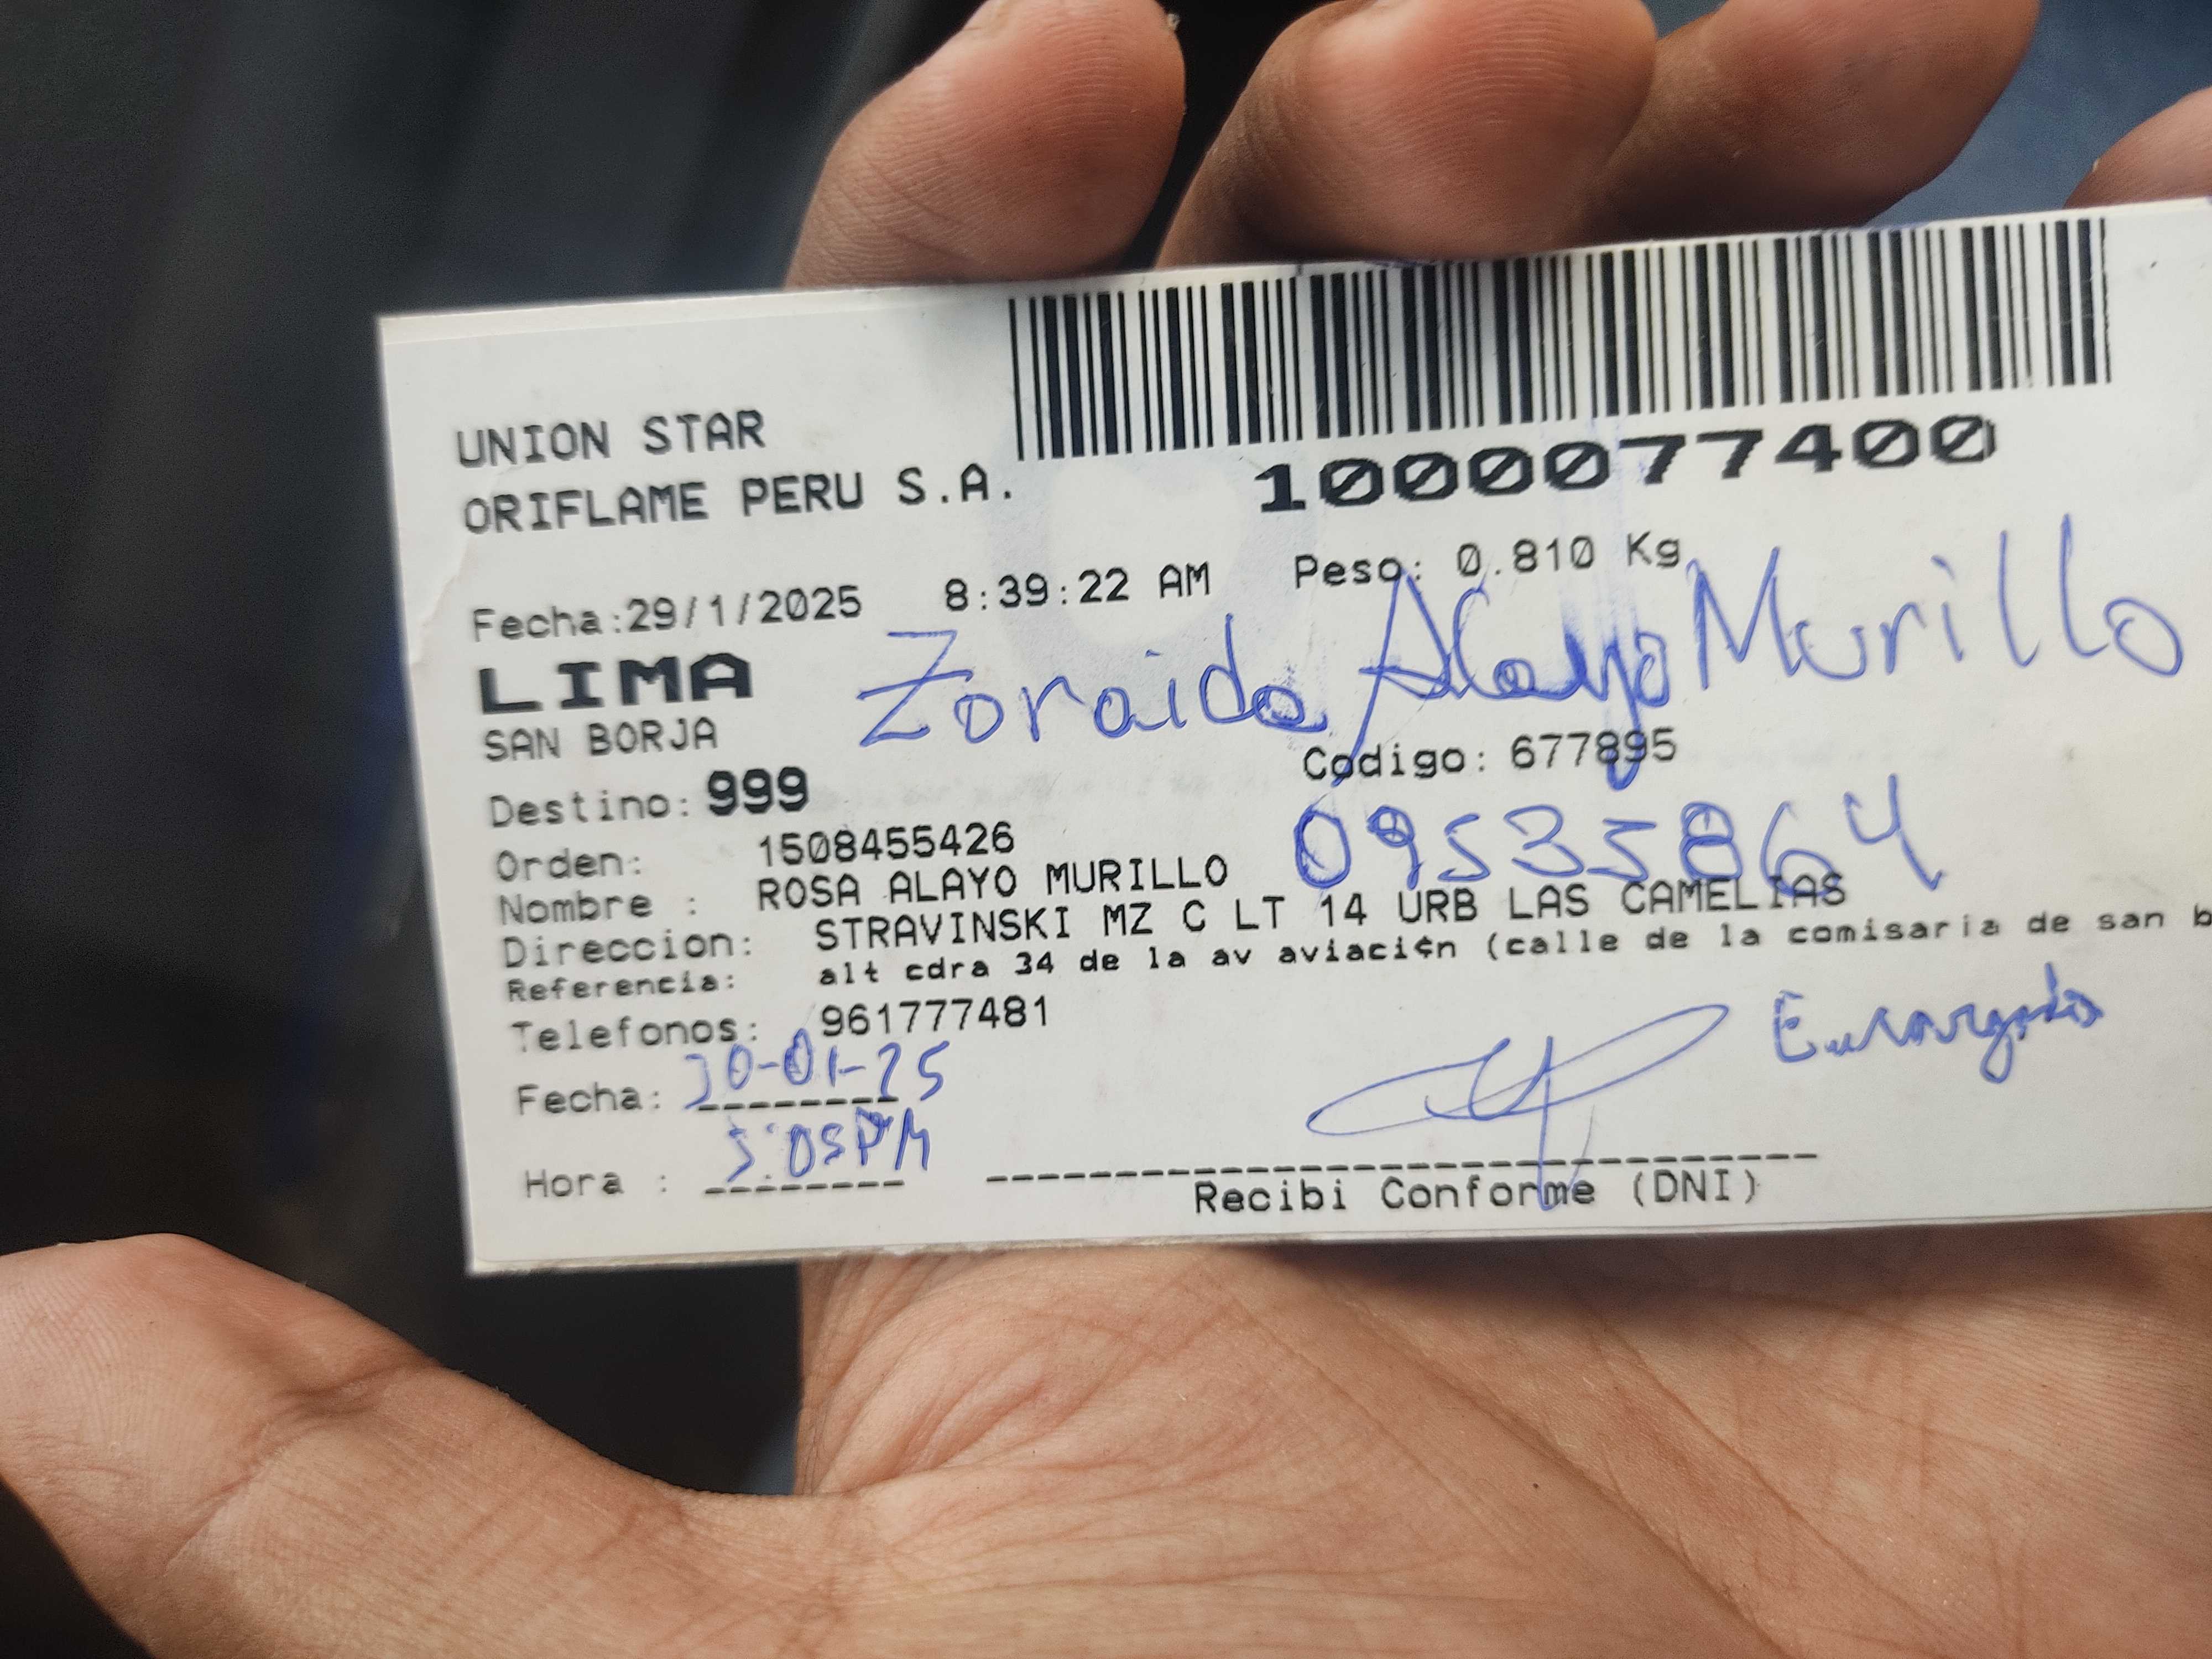 1000077400
UNION STAR
ORIFLAME PERU S.A.
Fecha:29/1/2025 8:39:22 AM Peso: 0.810 Kg
LIMA
Zoraida Alayo Murillo
SAN BORJA
Codigo: 677895
Destino: 999
09535864
Orden: 1508455426
Nombre : ROSA ALAYO MURILLO
Direccion: STRAVINSKI MZ C LT 14 URB LAS CAMELIAS
Referencia: alt cdra 34 de la av aviaci¢n (calle de la comisaria de san b
Telefonos: 961777481
Fecha: 30-01-25
Hora : 5:05PM
Recibi Conforme (DNI)